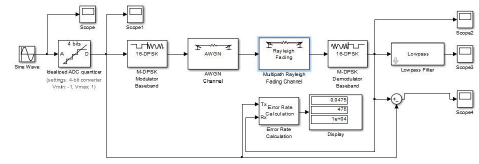 Scope
Scope1
Scope2
4 bits
A
D
Sine Wave
Idealized ADC quantizer
(settings: 4-bit converter
Vmin: -1, Vmax: 1)
16-DPSK
M-DPSK
Modulator
Baseband
AWGN
AWGN
Channel
Rayleigh
Fading
Multipath Rayleigh
Fading Channel
16-DPSK
M-DPSK
Demodulator
Baseband
Lowpass
Lowpass Filter
Scope3
Scope4
Tx
Rx
Error Rate
Calculation
Error Rate
Calculation
0.0475
475
1e+04
Display